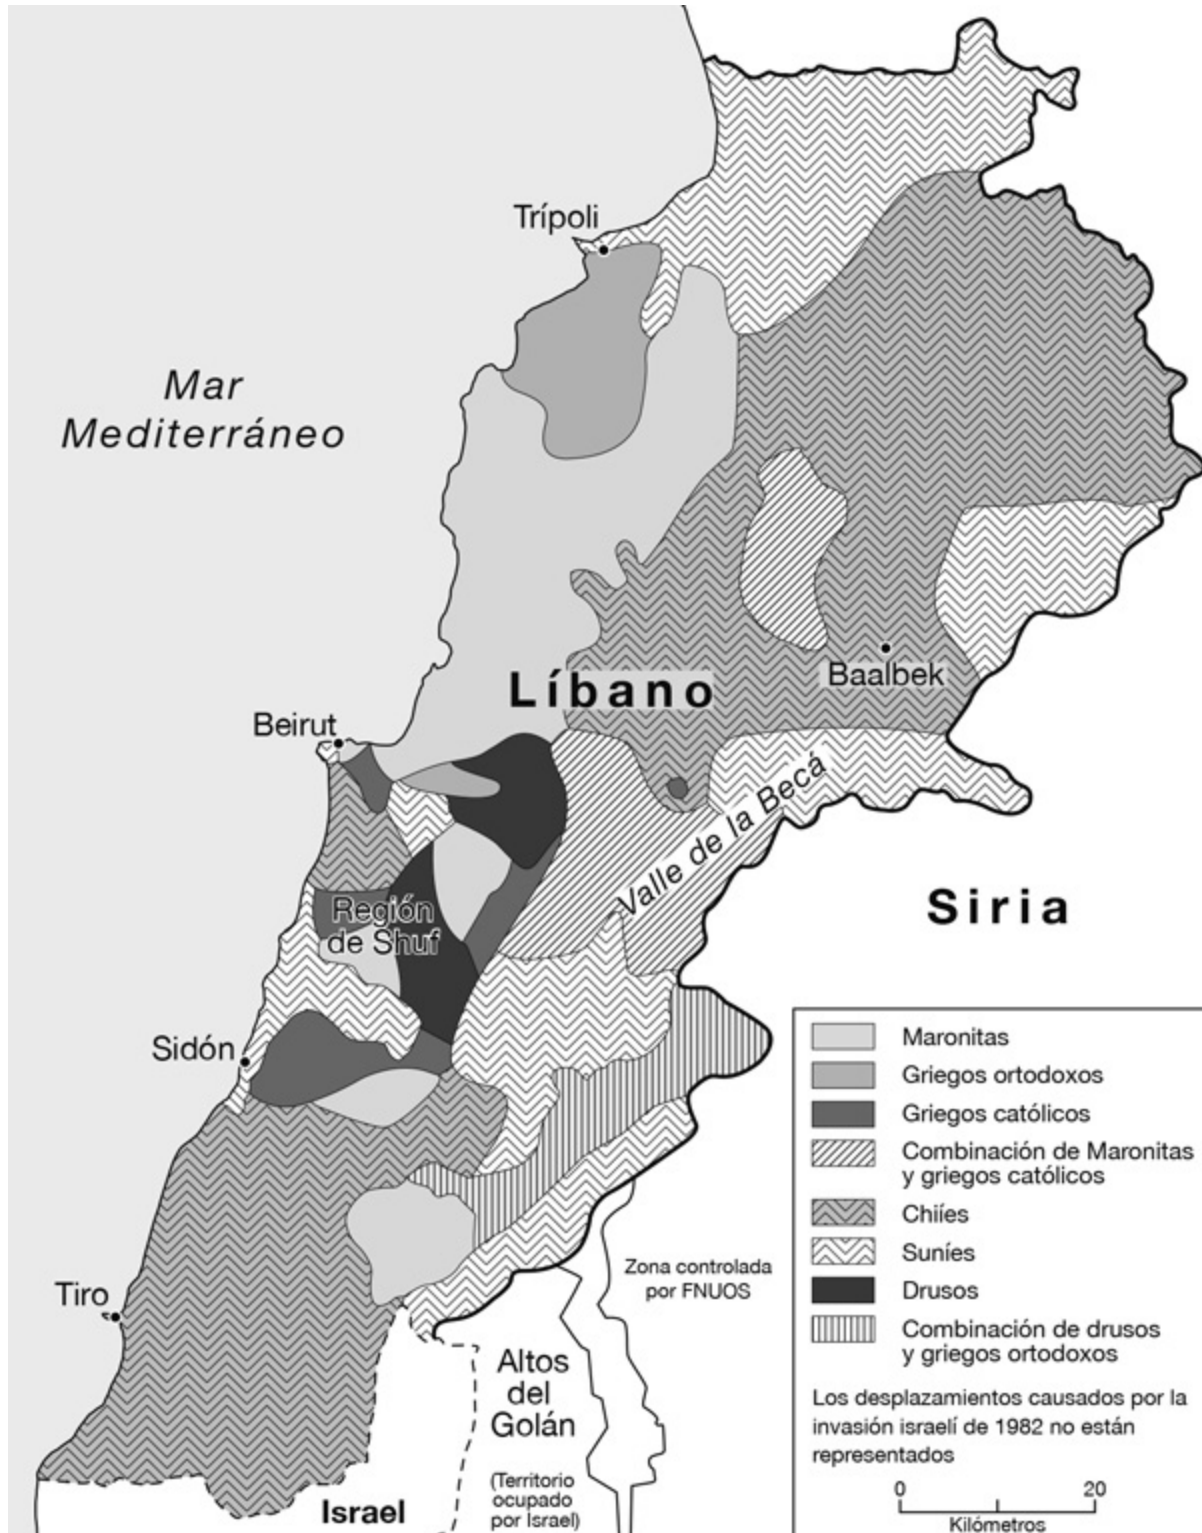 Trípoli
Mar
Mediterráneo
Líbano
Baalbek
Beirut
Valle de la Becá
Siria
Región
de Shuf
Sidón
Tiro
Zona controlada
por FNUOS
Altos
del
Golán
(Territorio
ocupado
por Israel)
Israel
Maronitas
Griegos ortodoxos
Griegos católicos
Combinación de Maronitas
y griegos católicos
Chiíes
Suníes
Drusos
Combinación de drusos
y griegos ortodoxos
Los desplazamientos causados por la
invasión israelí de 1982 no están
representados
0 20
Kilómetros